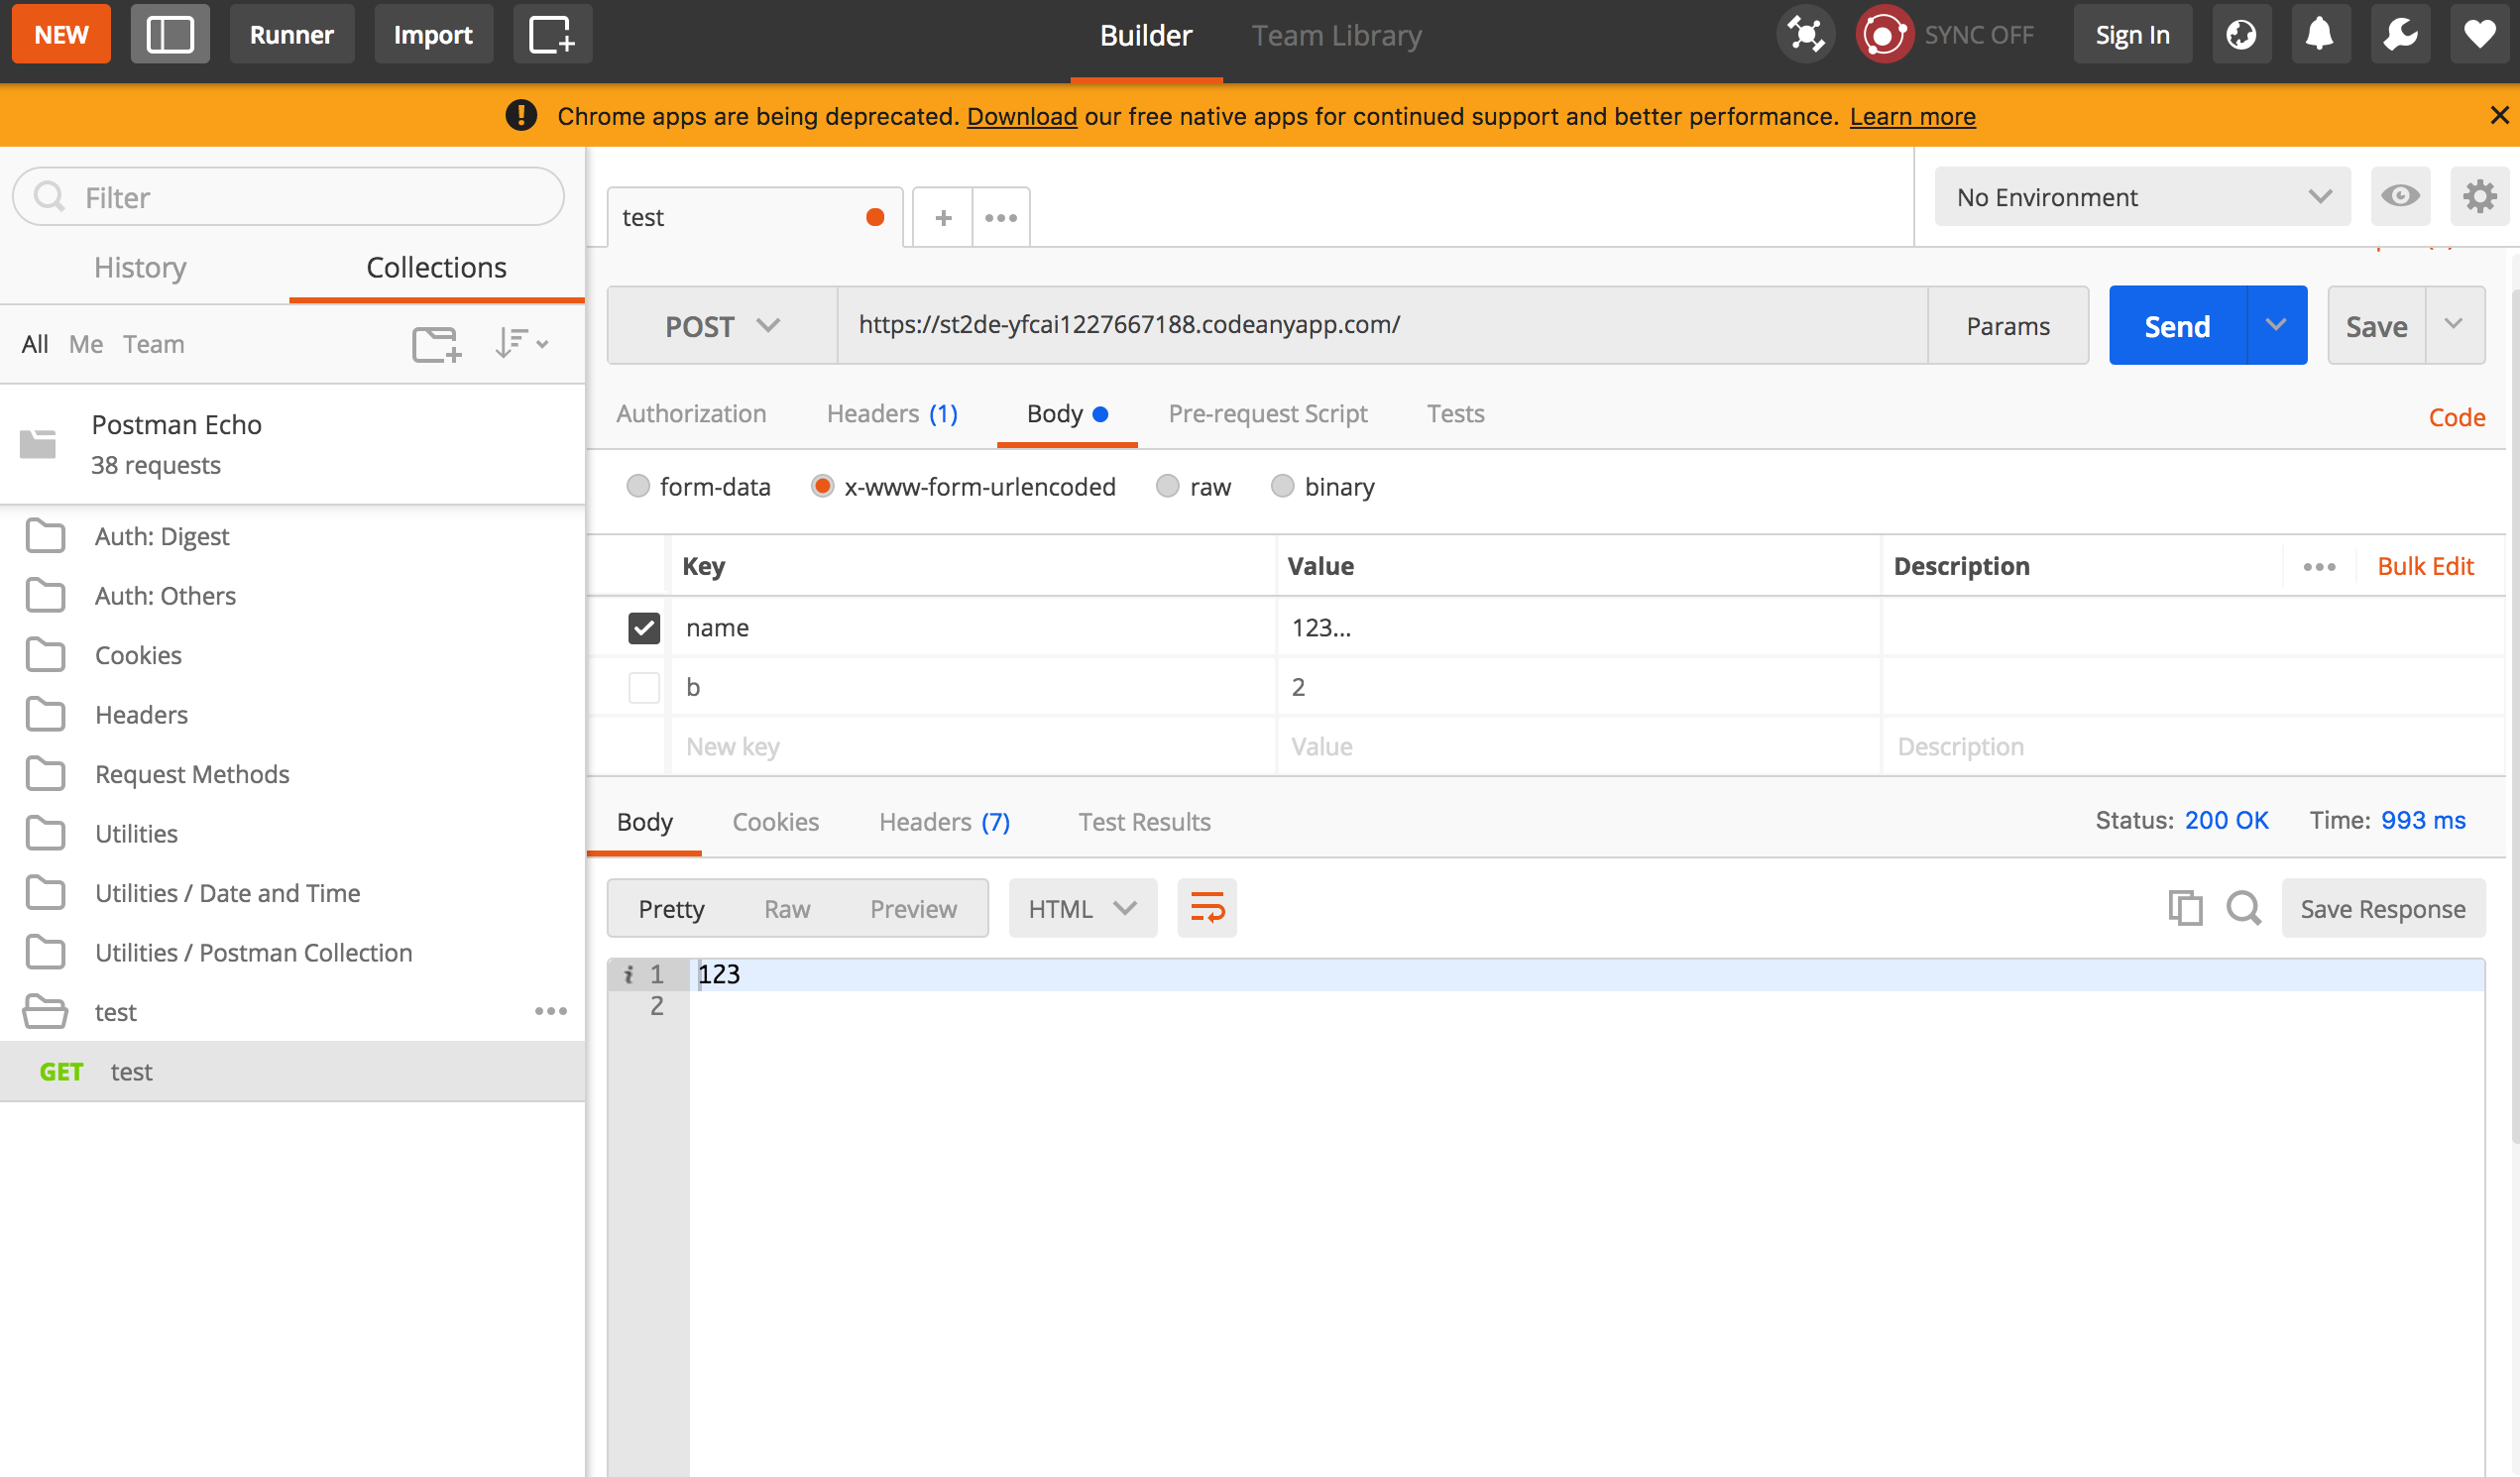 NEW Runner Import Builder Team Library SYNC OFF Sign In
Chrome apps are being deprecated. Download our free native apps for continued support and better performance. Learn more
Filter
History Collections
All Me Team
Postman Echo
38 requests
Auth: Digest
Auth: Others
Cookies
Headers
Request Methods
Utilities
Utilities / Date and Time
Utilities / Postman Collection
test
GET test
test + No Environment
POST https://st2de-yfcai1227667188.codeanyapp.com/ Params Send Save
Authorization Headers (1) Body Pre-request Script Tests Code
form-data x-www-form-urlencoded raw binary
Key Value Description Bulk Edit
name 123...
b 2
New key Value Description
Body Cookies Headers (7) Test Results Status: 200 OK Time: 993 ms
Pretty Raw Preview HTML Save Response
i 1 123
2